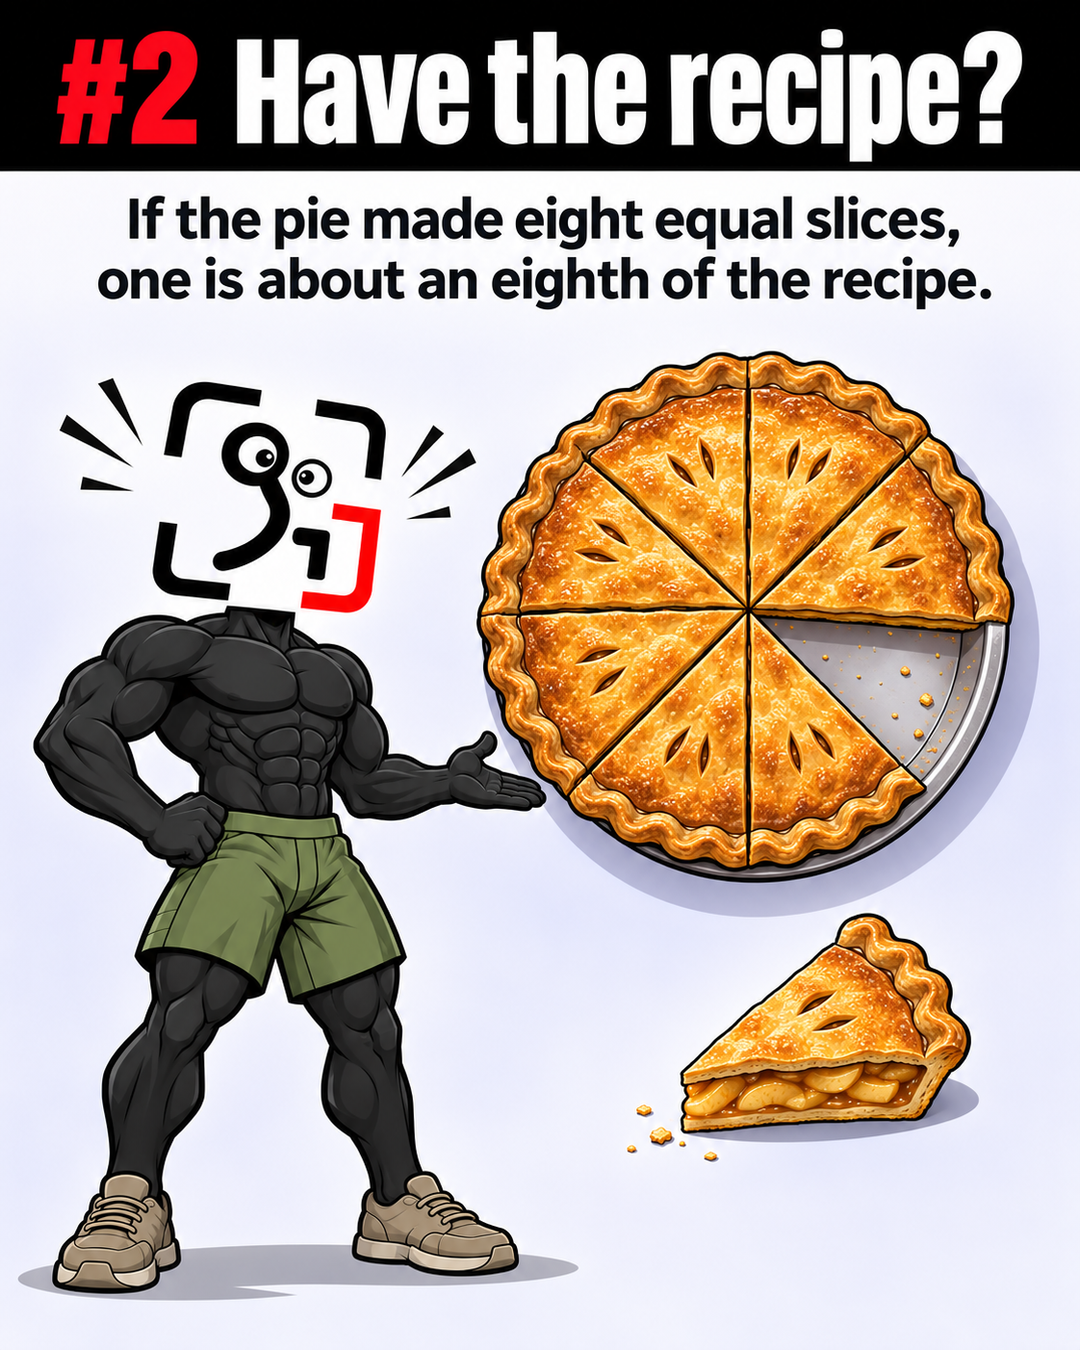 #2 Have the recipe?
If the pie made eight equal slices,
one is about an eighth of the recipe.